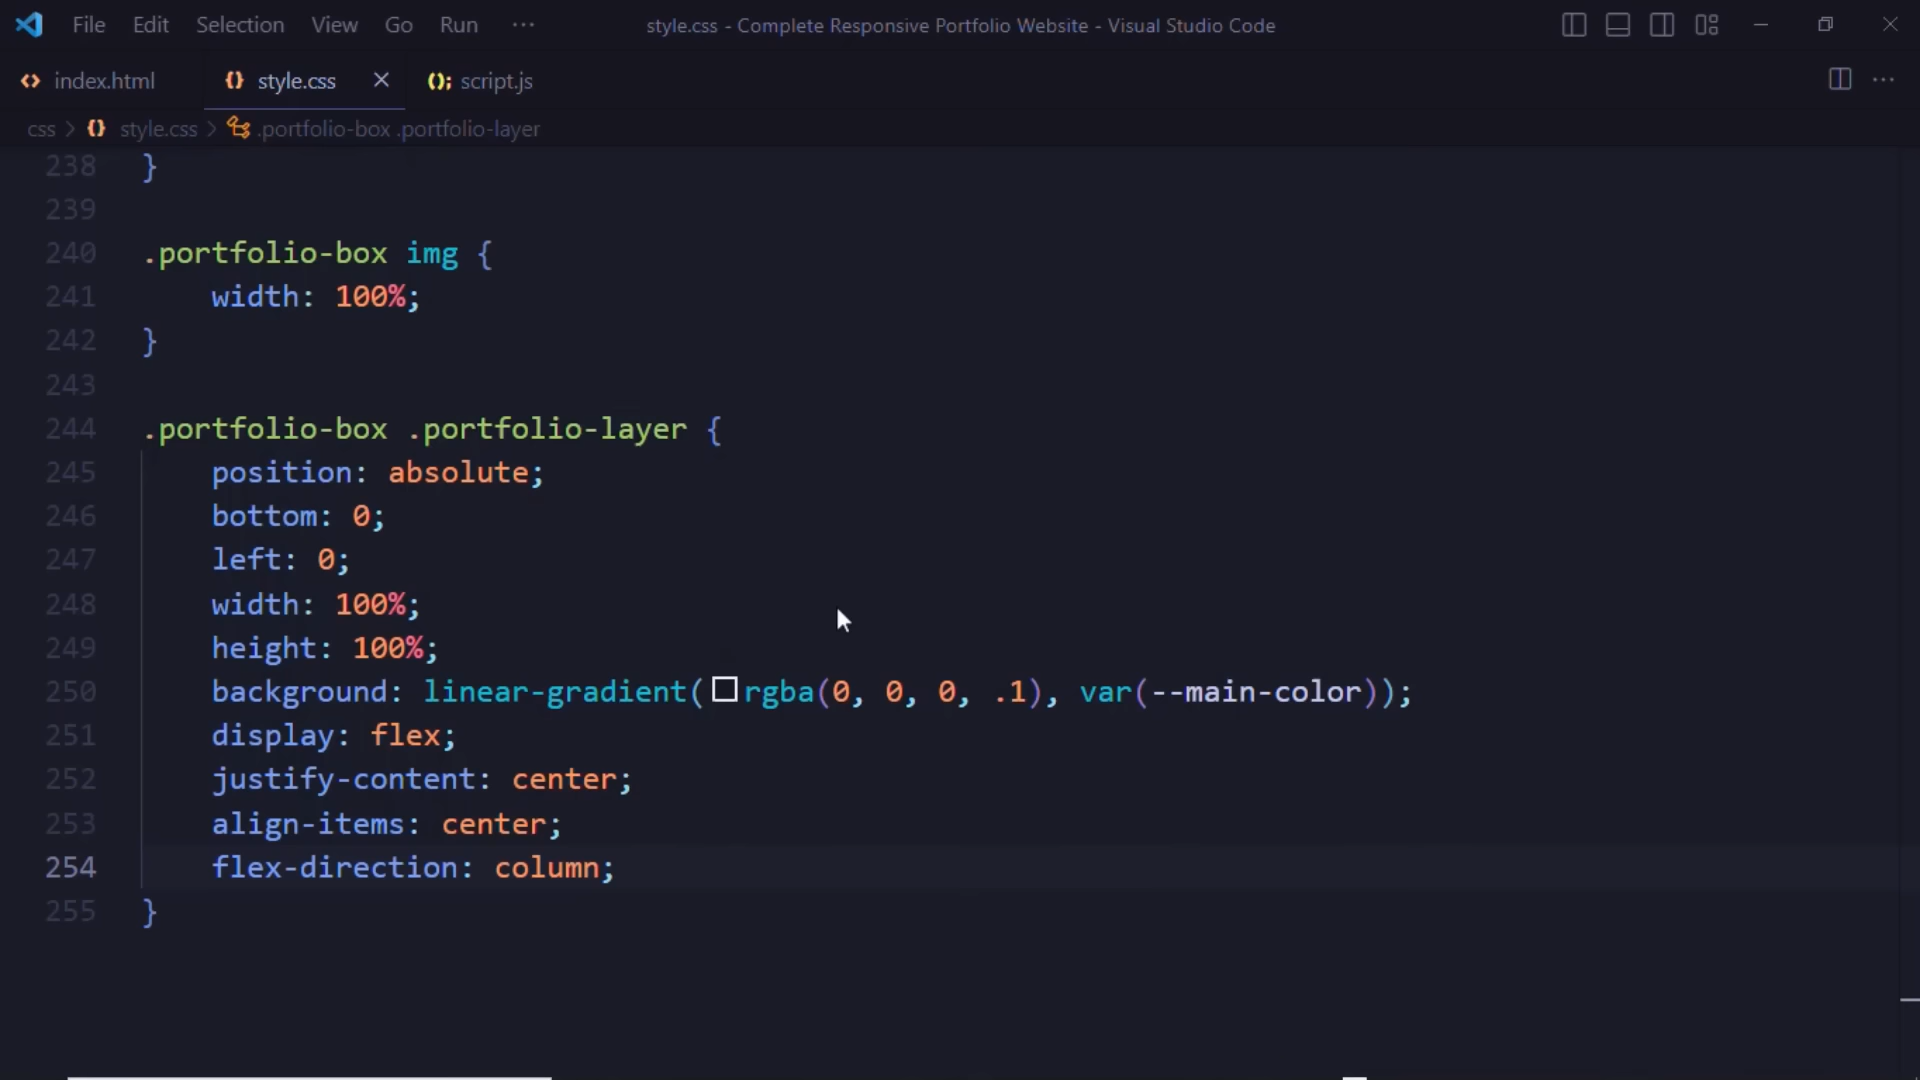 File Edit Selection View Go Run ···
style.css - Complete Responsive Portfolio Website - Visual Studio Code
index.html style.css script.js
css > style.css > .portfolio-box .portfolio-layer
238 }
239
240 .portfolio-box img {
241 width: 100%;
242 }
243
244 .portfolio-box .portfolio-layer {
245 position: absolute;
246 bottom: 0;
247 left: 0;
248 width: 100%;
249 height: 100%;
250 background: linear-gradient(rgba(0, 0, 0, .1), var(--main-color));
251 display: flex;
252 justify-content: center;
253 align-items: center;
254 flex-direction: column;
255 }